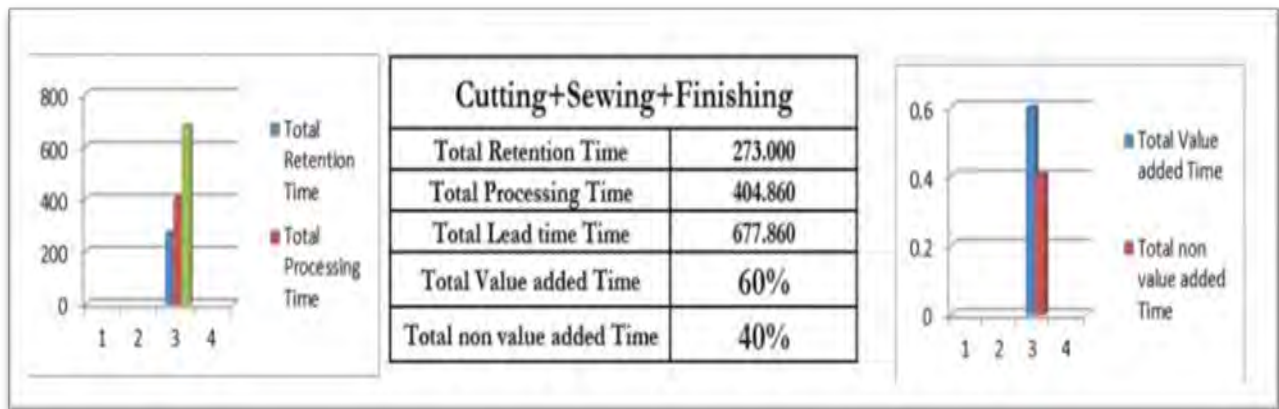 800
600
400
200
0
1 2 3 4
Total
Retention
Time
Total
Processing
Time
Cutting+Sewing+Finishing
Total Retention Time 273.000
Total Processing Time 404.860
Total Lead time Time 677.860
Total Value added Time 60%
Total non value added Time 40%
0.6
0.4
0.2
0
1 2 3 4
Total Value
added Time
Total non
value added
Time